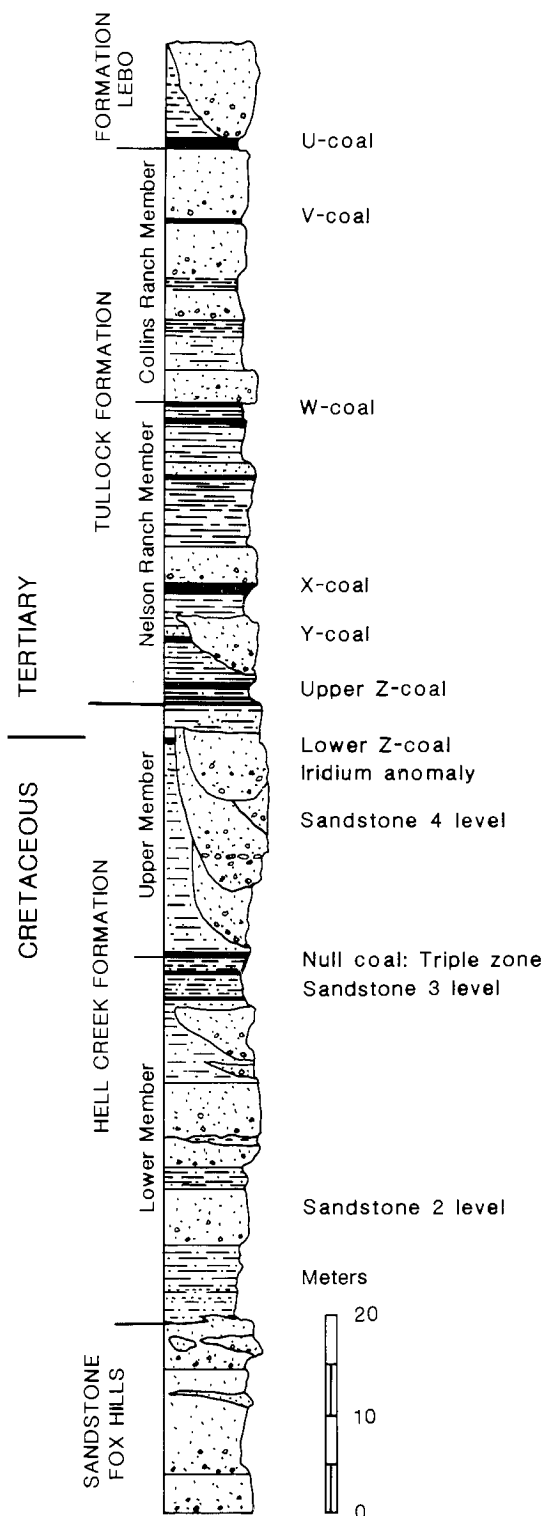 FORMATION
LEBO
U-coal
V-coal
Collins Ranch Member
TULLOCK FORMATION
W-coal
Nelson Ranch Member
X-coal
Y-coal
Upper Z-coal
TERTIARY
Lower Z-coal
Iridium anomaly
Sandstone 4 level
Upper Member
CRETACEOUS
Null coal: Triple zone
Sandstone 3 level
HELL CREEK FORMATION
Lower Member
Sandstone 2 level
Meters
20
10
0
SANDSTONE
FOX HILLS